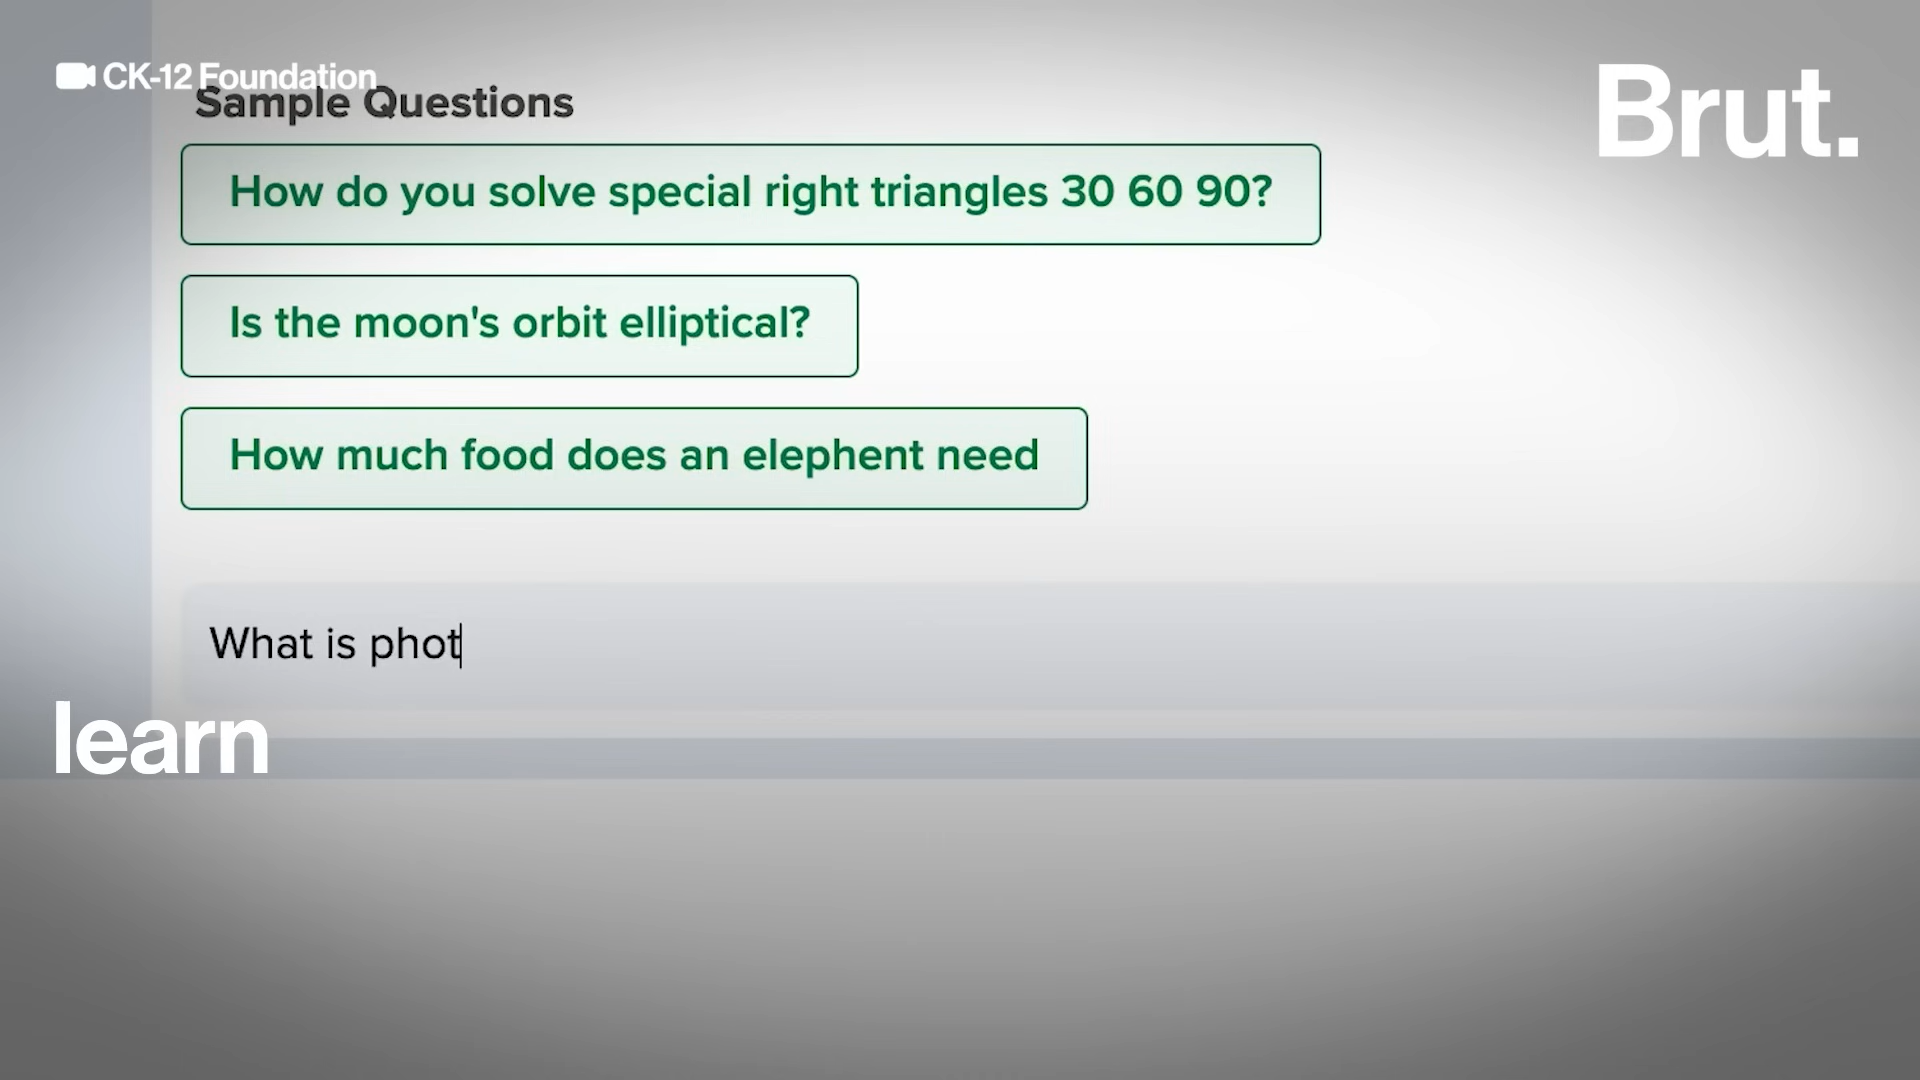 CK-12 Foundation
Brut.
Sample Questions
How do you solve special right triangles 30 60 90?
Is the moon's orbit elliptical?
How much food does an elephent need
What is phot
learn